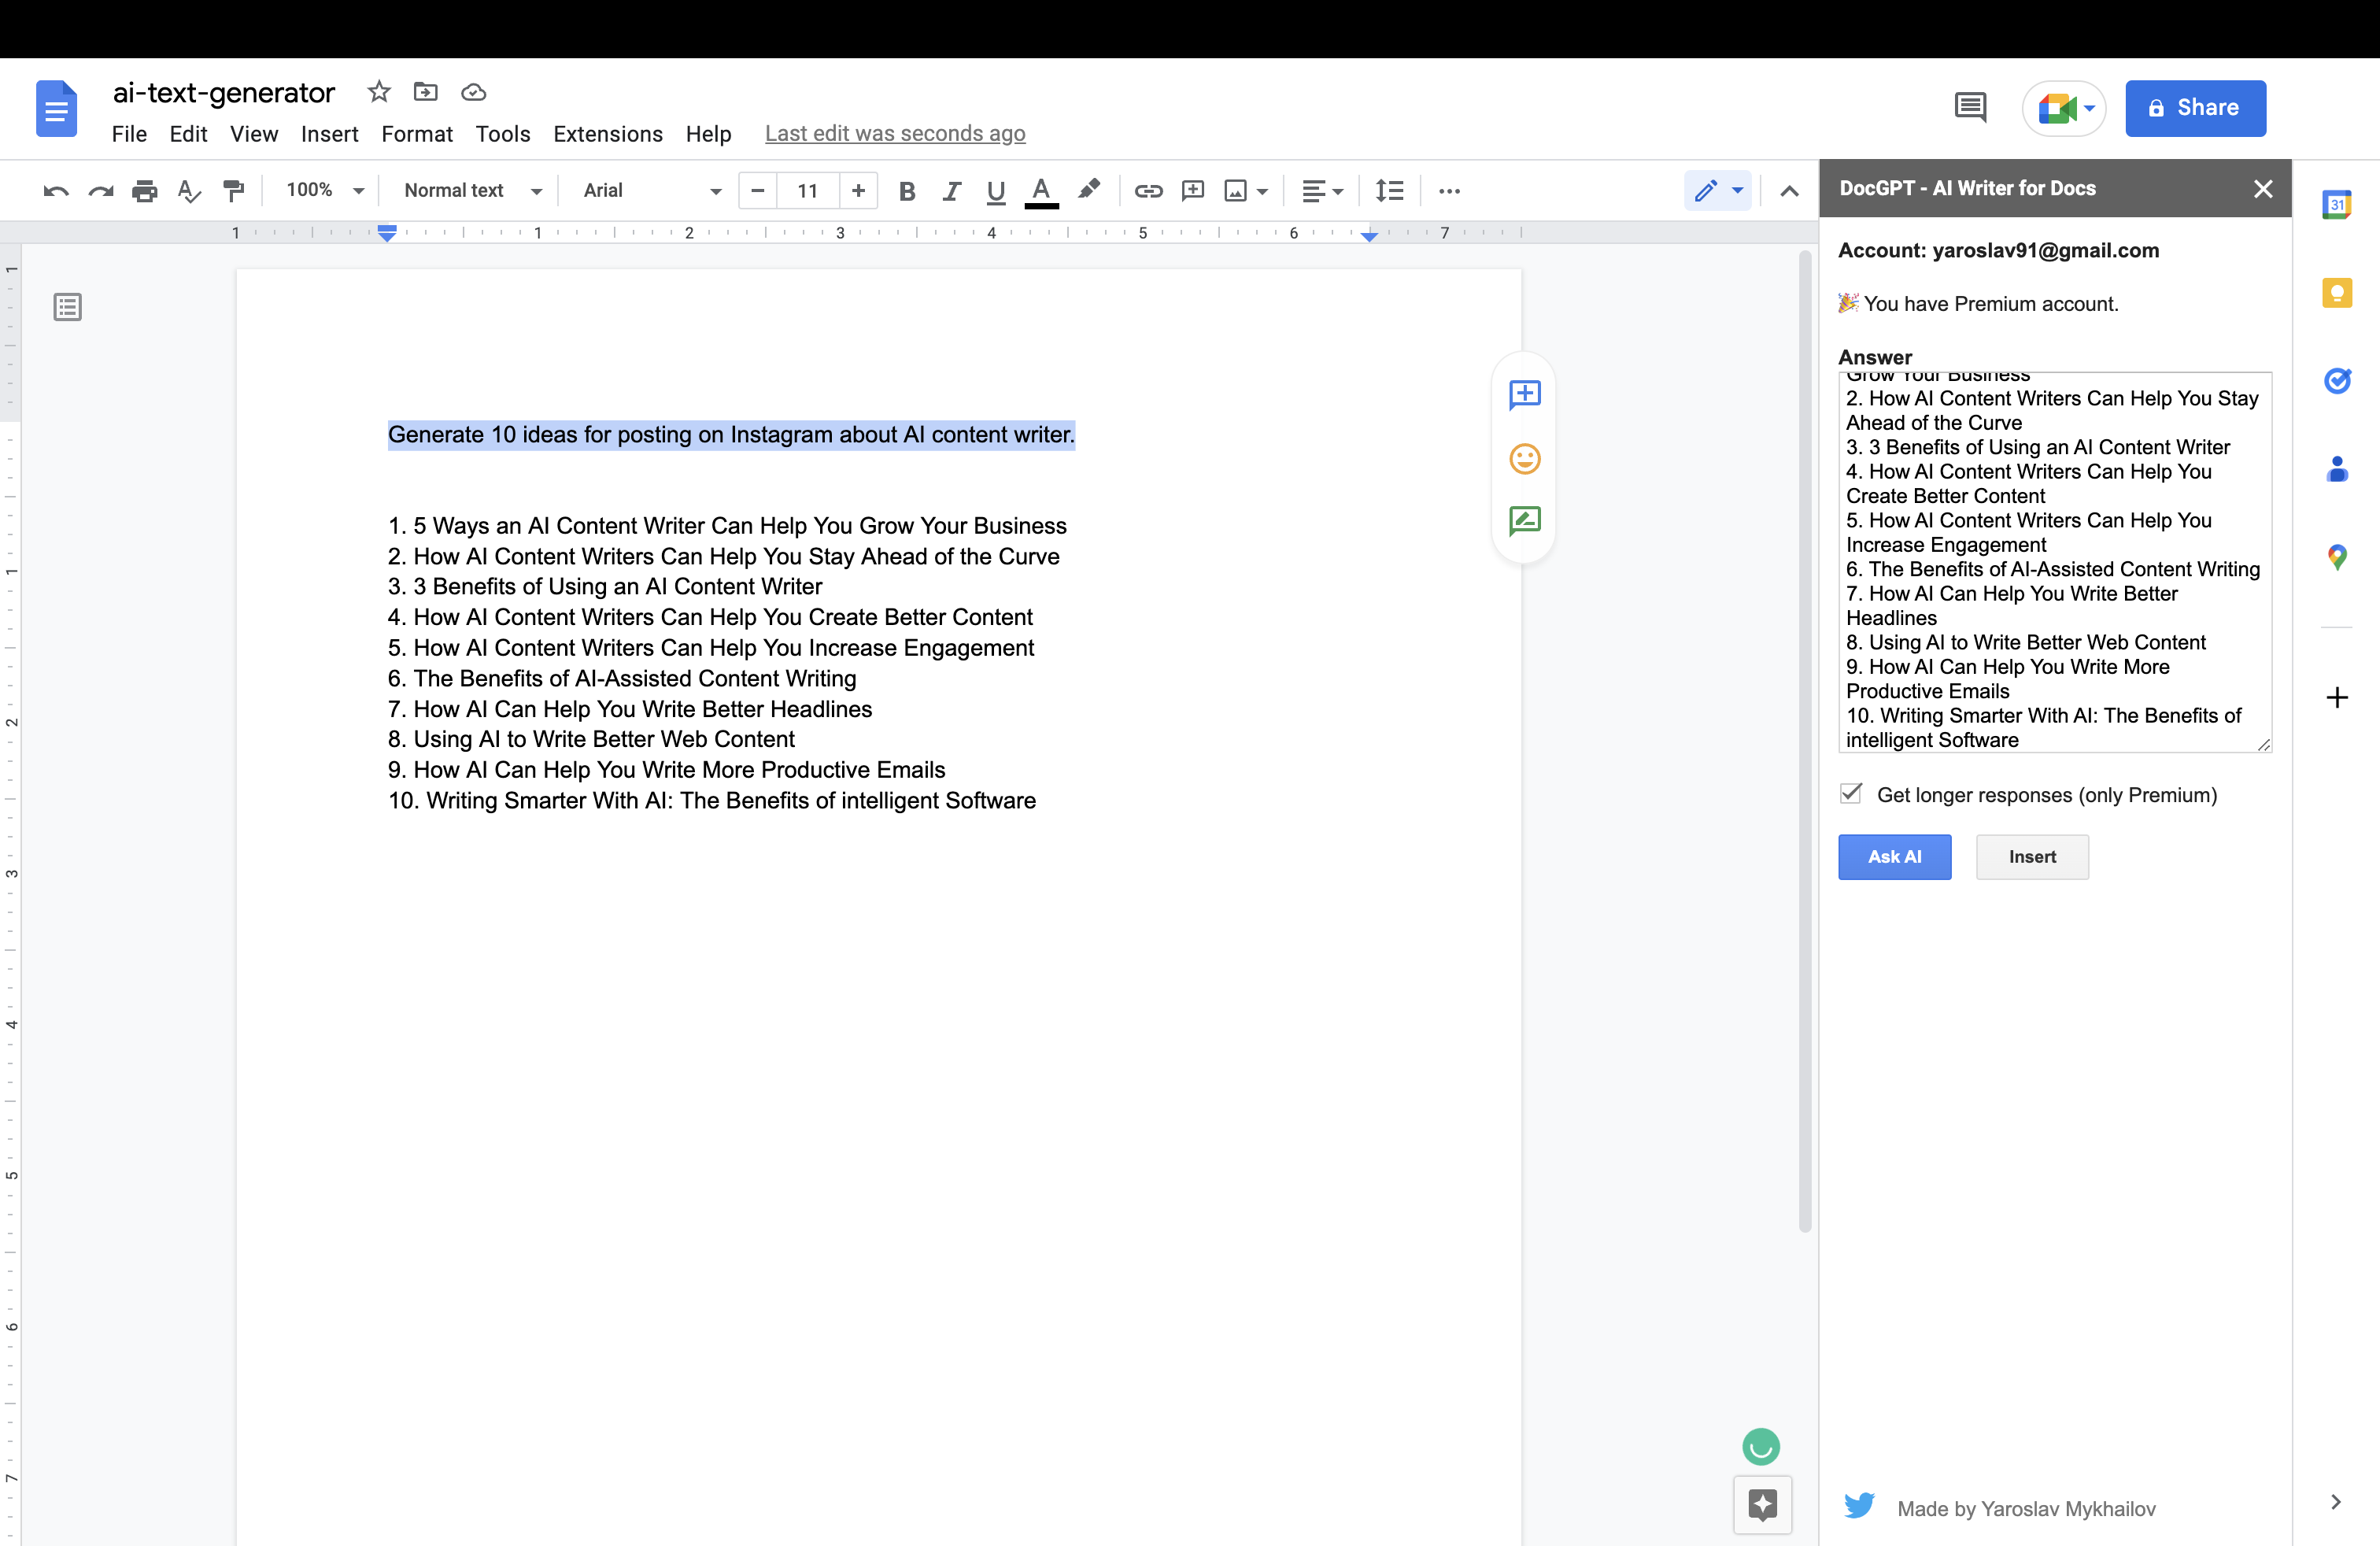 ai-text-generator
File Edit View Insert Format Tools Extensions Help Last edit was seconds ago
Share
100% Normal text Arial 11 B I U A
DocGPT - AI Writer for Docs
31
1 1 2 3 4 5 6 7
Account: yaroslav91@gmail.com
You have Premium account.
Generate 10 ideas for posting on Instagram about AI content writer.
1. 5 Ways an AI Content Writer Can Help You Grow Your Business
2. How AI Content Writers Can Help You Stay Ahead of the Curve
3. 3 Benefits of Using an AI Content Writer
4. How AI Content Writers Can Help You Create Better Content
5. How AI Content Writers Can Help You Increase Engagement
6. The Benefits of AI-Assisted Content Writing
7. How AI Can Help You Write Better Headlines
8. Using AI to Write Better Web Content
9. How AI Can Help You Write More Productive Emails
10. Writing Smarter With AI: The Benefits of intelligent Software
Answer
Grow Your Business
2. How AI Content Writers Can Help You Stay
Ahead of the Curve
3. 3 Benefits of Using an AI Content Writer
4. How AI Content Writers Can Help You
Create Better Content
5. How AI Content Writers Can Help You
Increase Engagement
6. The Benefits of AI-Assisted Content Writing
7. How AI Can Help You Write Better
Headlines
8. Using AI to Write Better Web Content
9. How AI Can Help You Write More
Productive Emails
10. Writing Smarter With AI: The Benefits of
intelligent Software
Get longer responses (only Premium)
Ask AI Insert
Made by Yaroslav Mykhailov
1
1
2
3
4
5
6
7